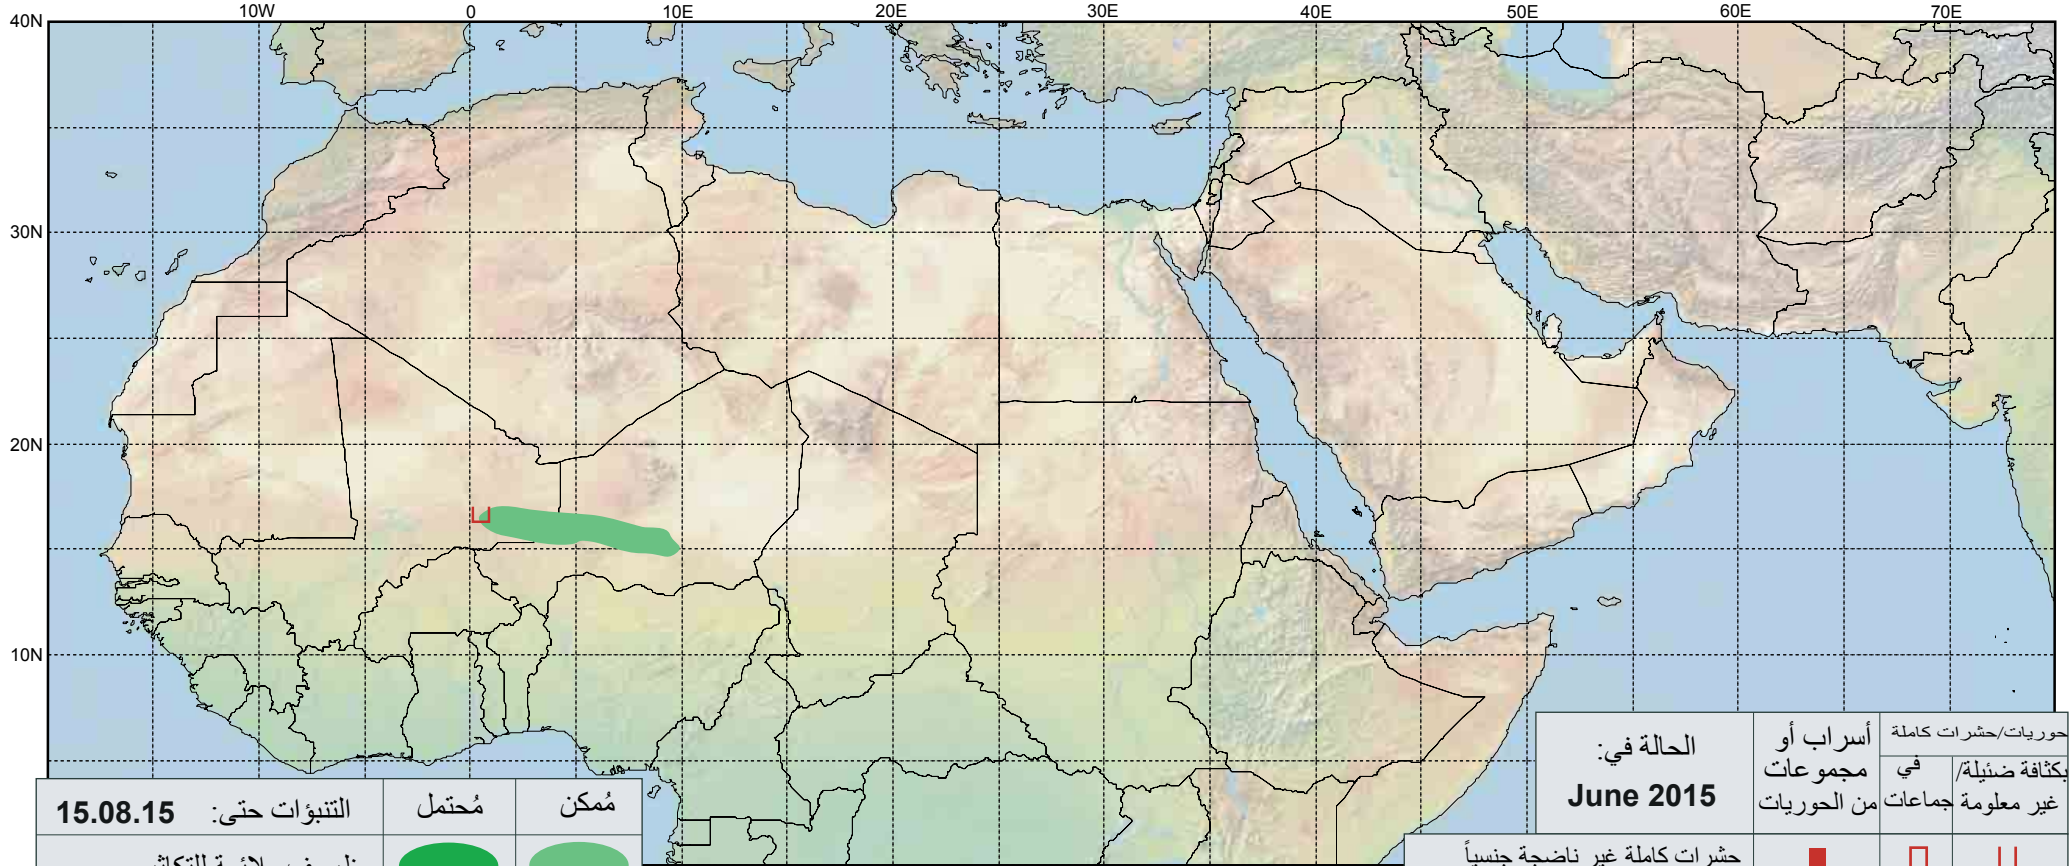 10W 0 10E 20E 30E 40E 50E 60E 70E
40N
30N
20N
10N
الحالة في:
June 2015
أسراب أو
مجموعات
من الحوريات
حوريات/حشرات كاملة
في
جماعات
بكثافة ضئيلة/
غير معلومة
حشرات كاملة غير ناضجة جنسياً
التنبؤات حتى: 15.08.15
مُحتمل
مُمكن